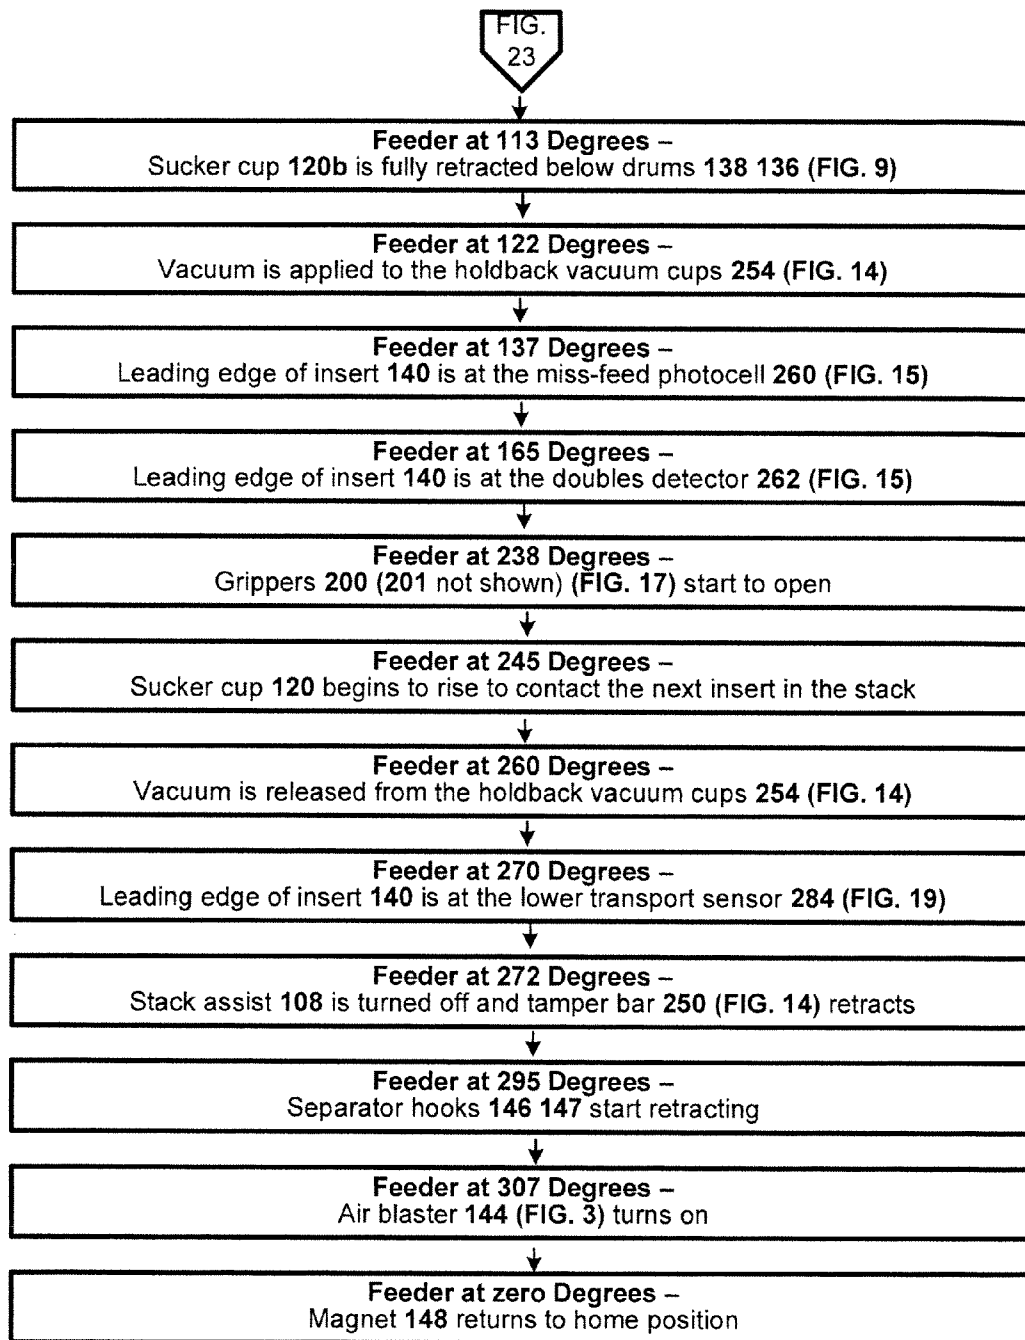 FIG.
23
Feeder at 113 Degrees –
Sucker cup 120b is fully retracted below drums 138 136 (FIG. 9)
Feeder at 122 Degrees –
Vacuum is applied to the holdback vacuum cups 254 (FIG. 14)
Feeder at 137 Degrees –
Leading edge of insert 140 is at the miss-feed photocell 260 (FIG. 15)
Feeder at 165 Degrees –
Leading edge of insert 140 is at the doubles detector 262 (FIG. 15)
Feeder at 238 Degrees –
Grippers 200 (201 not shown) (FIG. 17) start to open
Feeder at 245 Degrees –
Sucker cup 120 begins to rise to contact the next insert in the stack
Feeder at 260 Degrees –
Vacuum is released from the holdback vacuum cups 254 (FIG. 14)
Feeder at 270 Degrees –
Leading edge of insert 140 is at the lower transport sensor 284 (FIG. 19)
Feeder at 272 Degrees –
Stack assist 108 is turned off and tamper bar 250 (FIG. 14) retracts
Feeder at 295 Degrees –
Separator hooks 146 147 start retracting
Feeder at 307 Degrees –
Air blaster 144 (FIG. 3) turns on
Feeder at zero Degrees –
Magnet 148 returns to home position